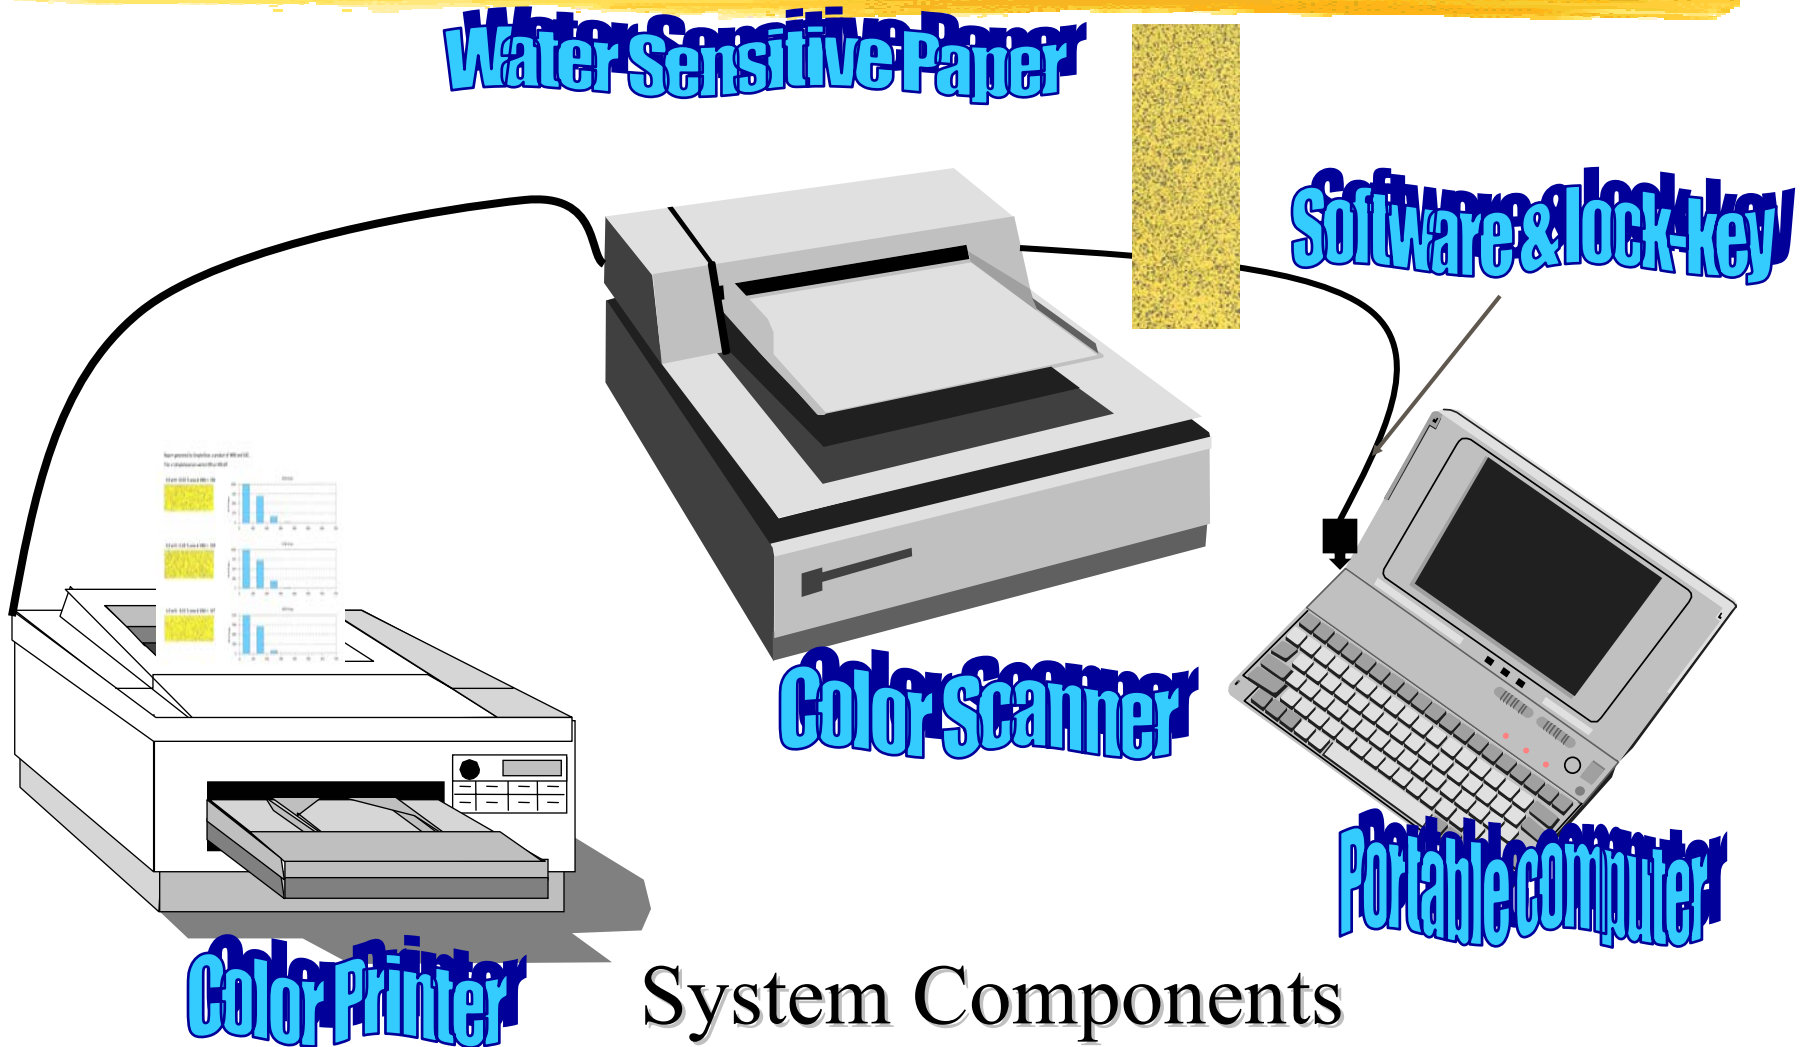 Water Sensitive Paper
Software & lock-key
Color Scanner
Portable computer
Color Printer
System Components